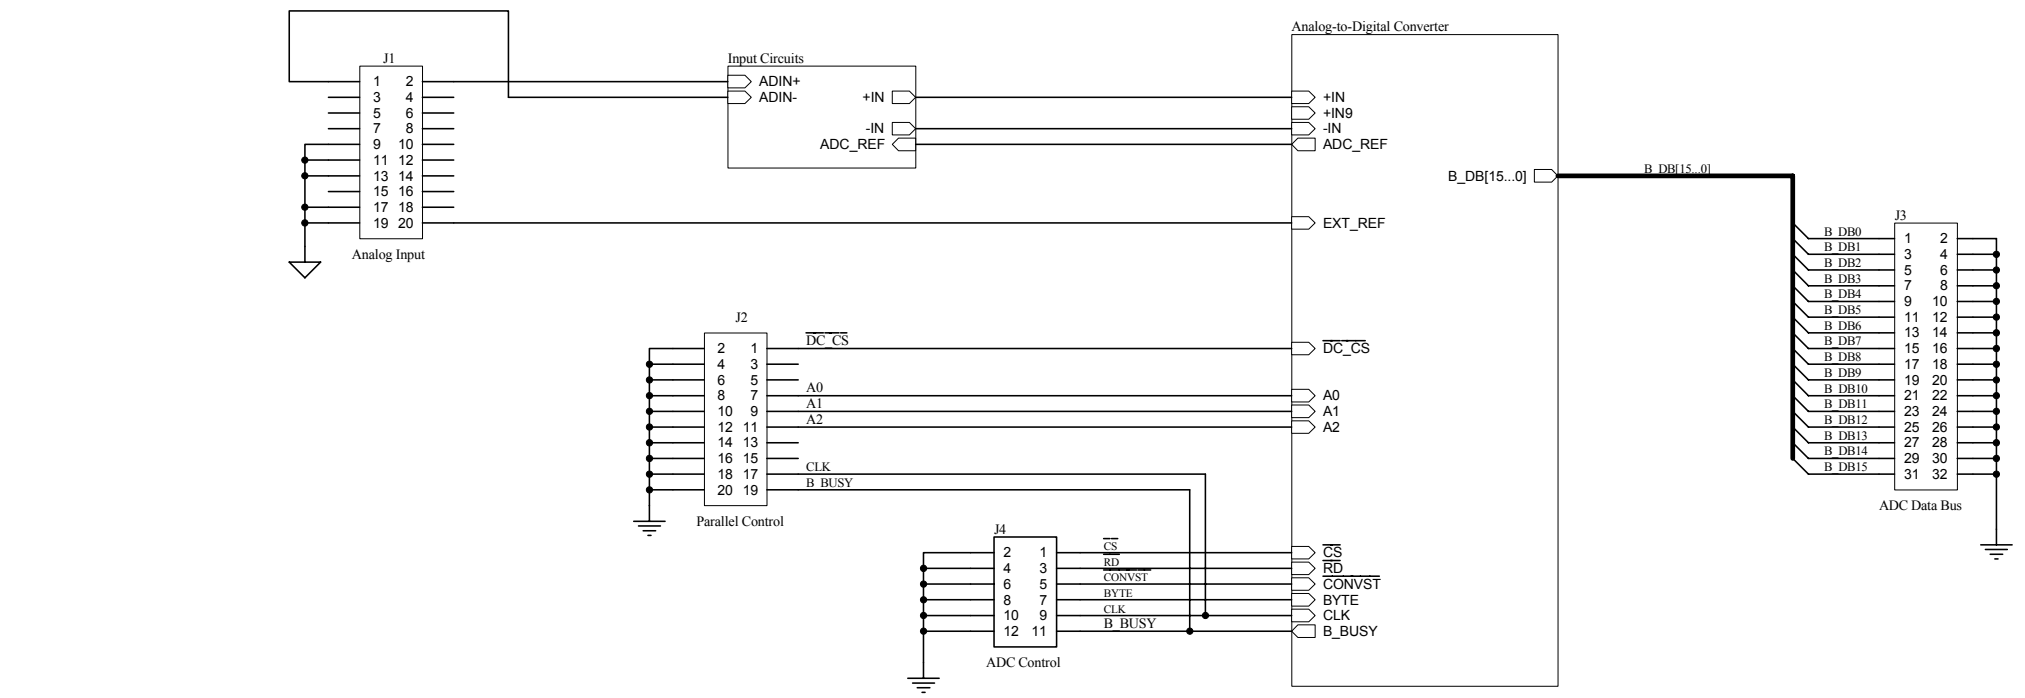 Analog-to-Digital Converter
J1
Input Circuits
1 2
3 4
5 6
7 8
9 10
11 12
13 14
15 16
17 18
19 20
Analog Input
ADIN+
ADIN-
+IN
-IN
ADC_REF
+IN
+IN9
-IN
ADC_REF
B_DB[15...0]
B_DB[15...0]
EXT_REF
J3
B_DB0 1 2
B_DB1 3 4
B_DB2 5 6
B_DB3 7 8
B_DB4 9 10
B_DB5 11 12
B_DB6 13 14
B_DB7 15 16
B_DB8 17 18
B_DB9 19 20
B_DB10 21 22
B_DB11 23 24
B_DB12 25 26
B_DB13 27 28
B_DB14 29 30
B_DB15 31 32
ADC Data Bus
J2
2 1 DC_CS DC_CS
4 3
6 5
8 7 A0 A0
10 9 A1 A1
12 11 A2 A2
14 13
16 15
18 17 CLK
20 19 B_BUSY
Parallel Control
J4
2 1 CS CS
4 3 RD RD
6 5 CONVST CONVST
8 7 BYTE BYTE
10 9 CLK CLK
12 11 B_BUSY B_BUSY
ADC Control